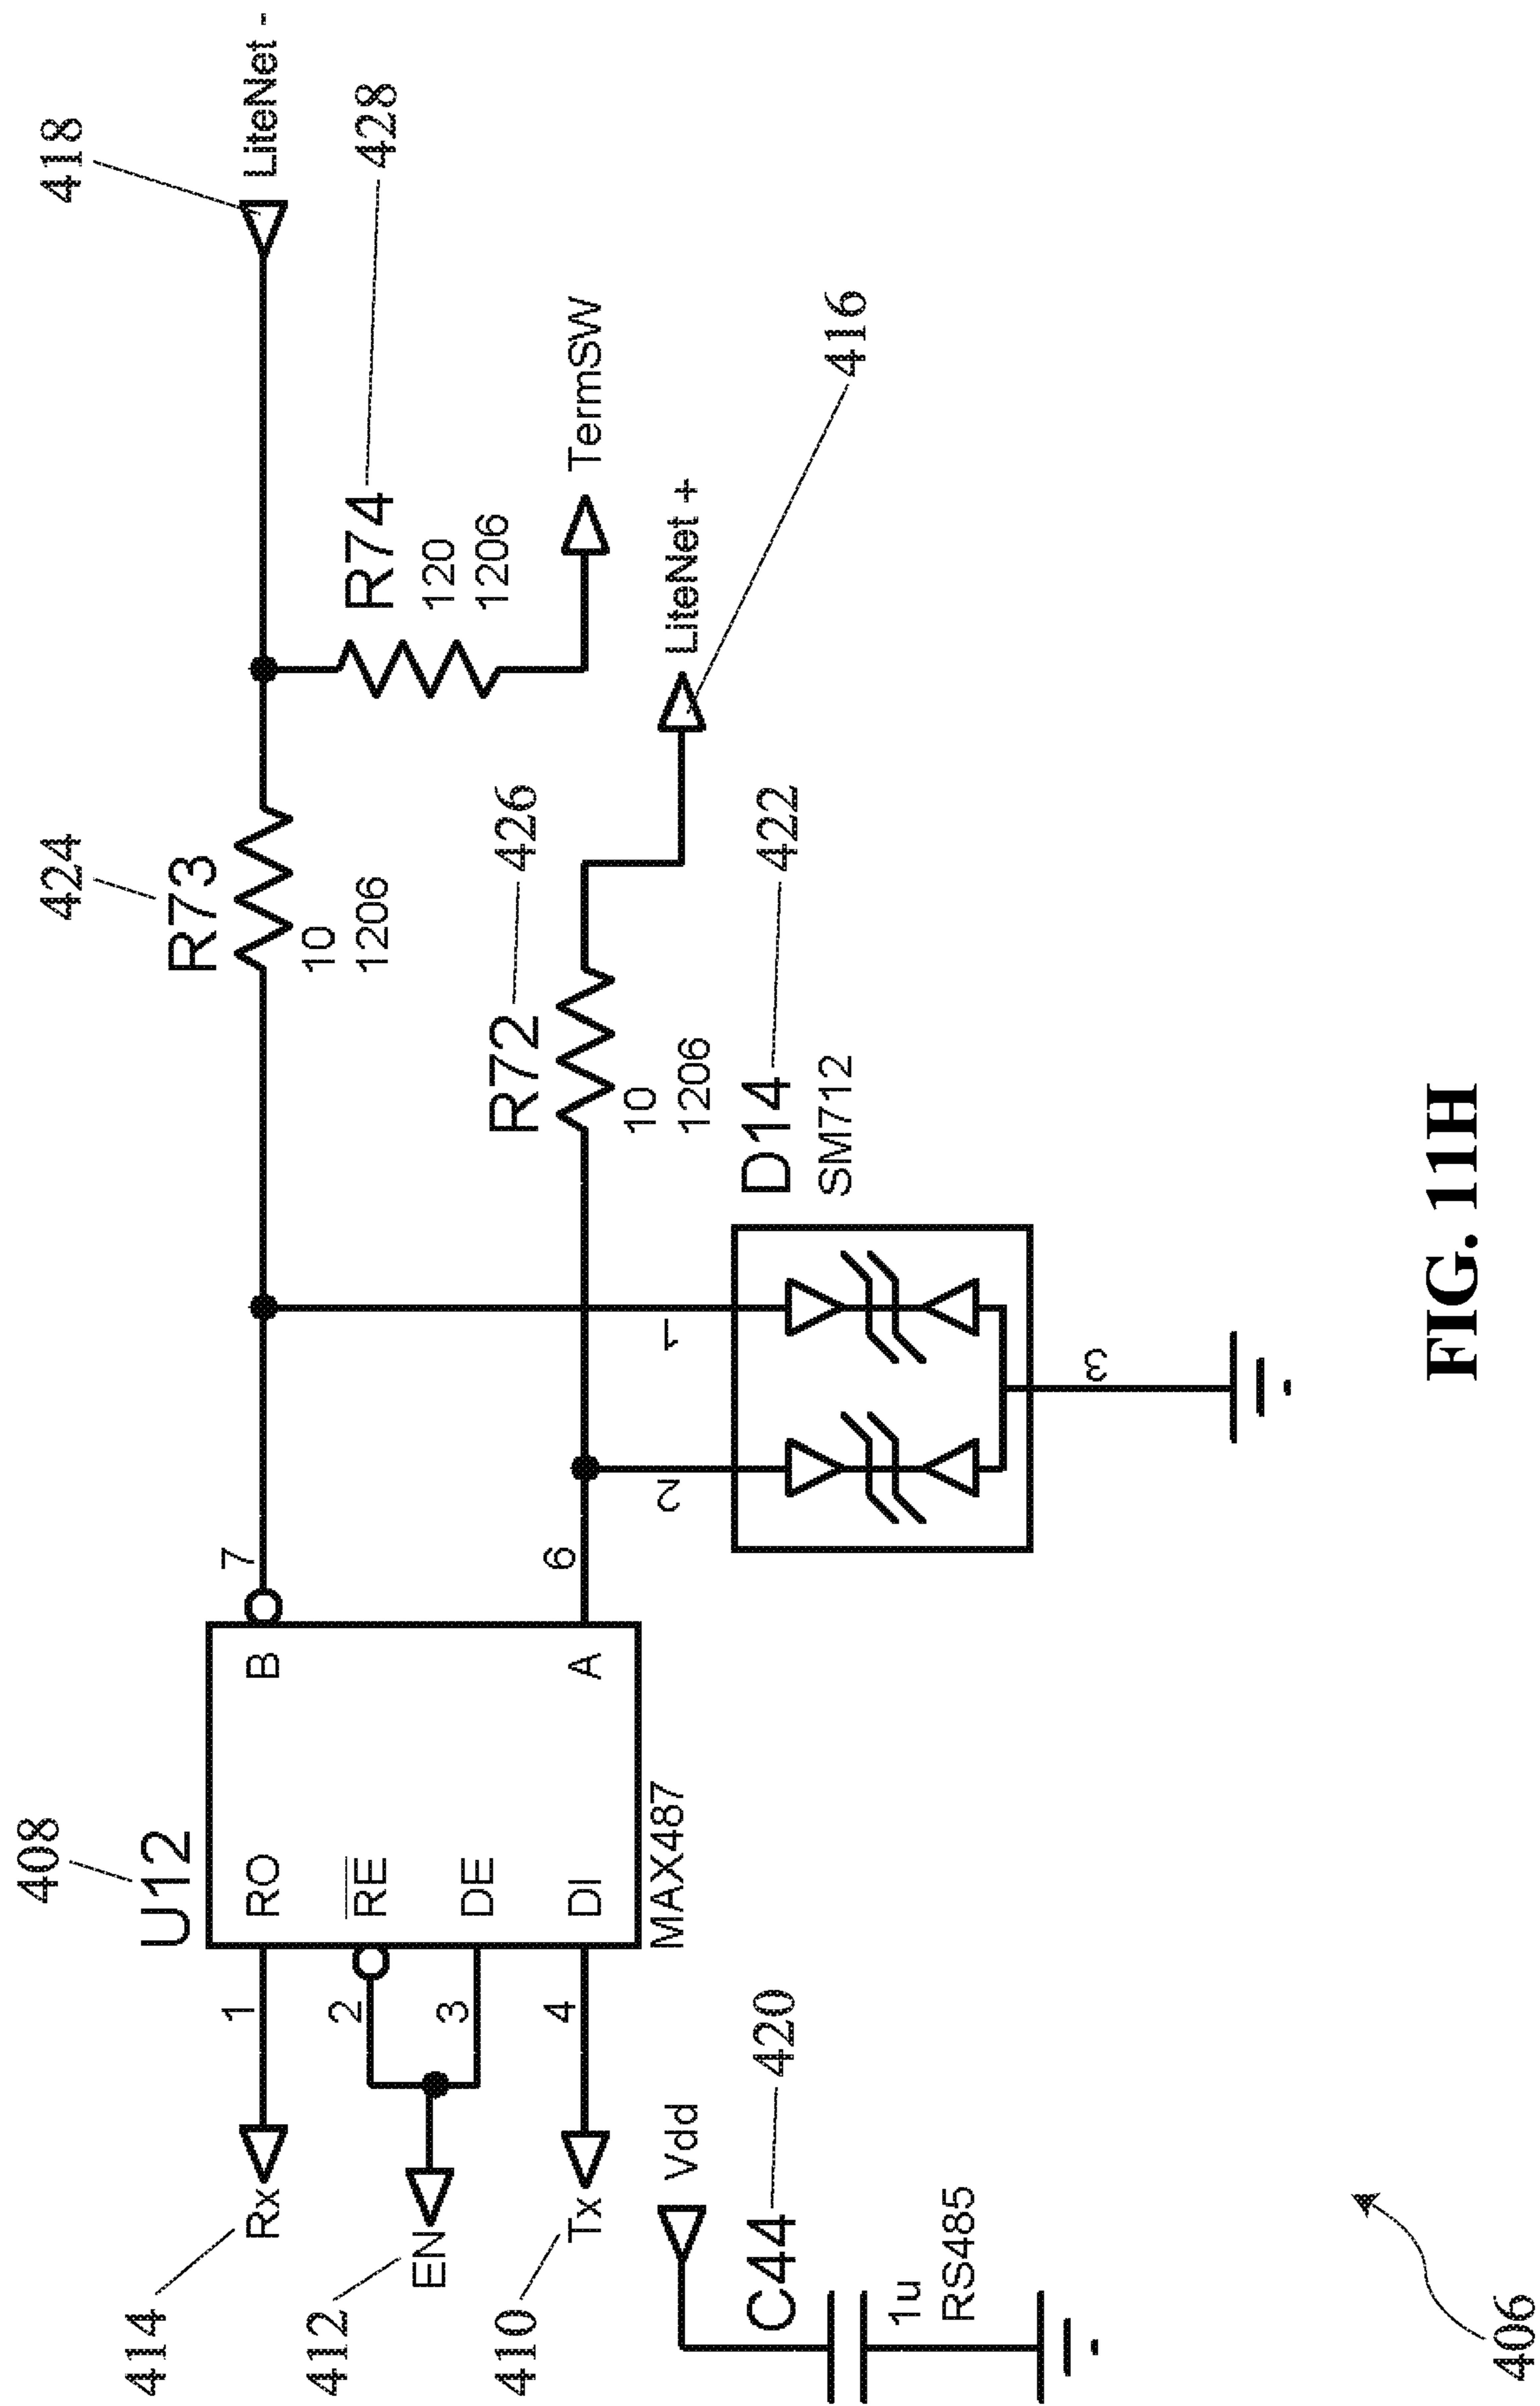 408
U12
414
Rx
1
RO
B
7
424
R73
10
1206
418
LiteNet -
412
EN
2
RE
3
DE
R74
428
120
1206
410
Tx
4
DI
A
6
R72
426
10
1206
TermSW
MAX487
Vdd
LiteNet +
416
C44
420
1u
RS485
2
1
D14
422
SM712
3
406
FIG. 11H